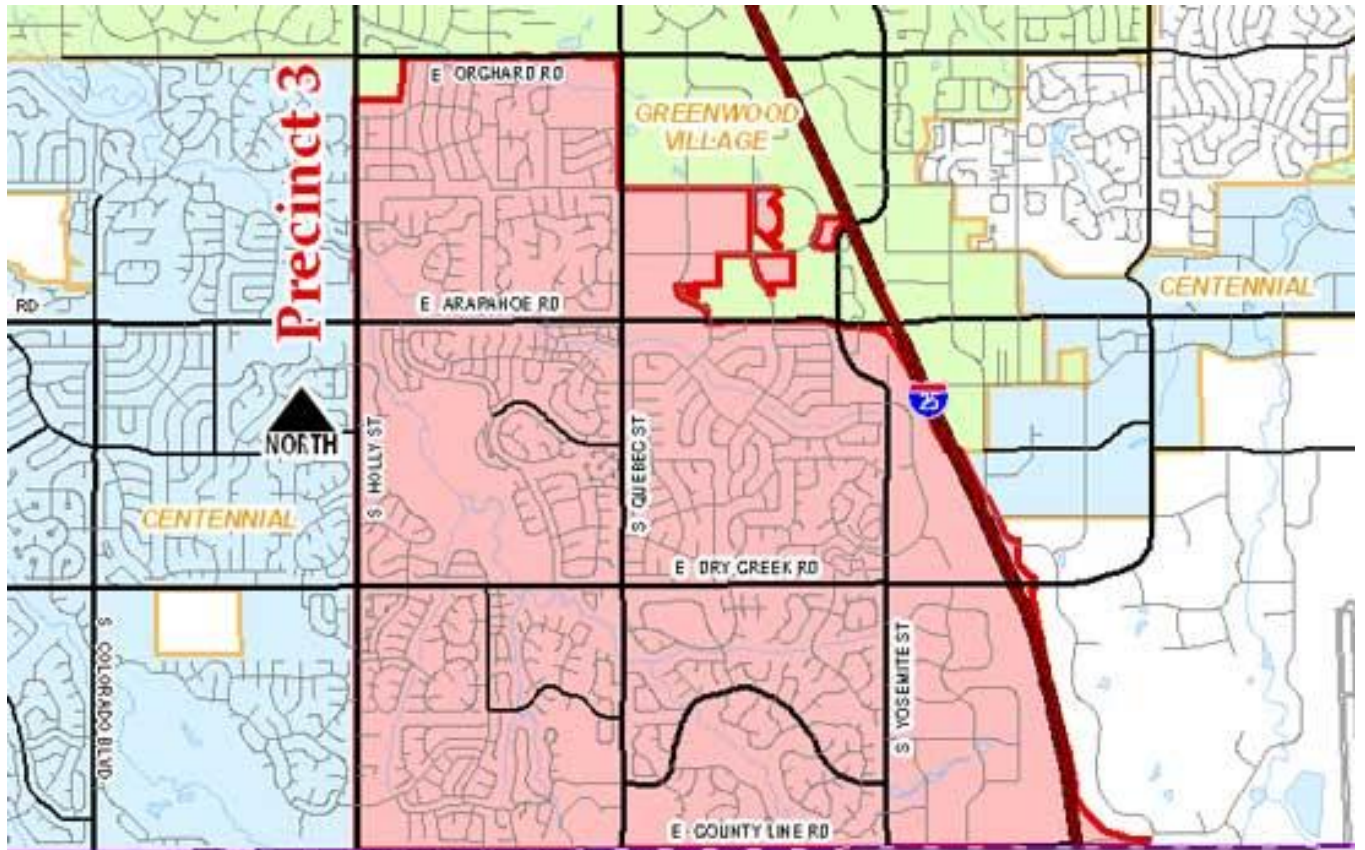 Precinct 3
E ORCHARD RD
GREENWOOD
VILLAGE
E ARAPAHOE RD
CENTENNIAL
RD
25
NORTH
S HOLLY ST
S QUEBEC ST
CENTENNIAL
E DRY CREEK RD
S COLORADO BLVD
S YOSEMITE ST
E COUNTY LINE RD